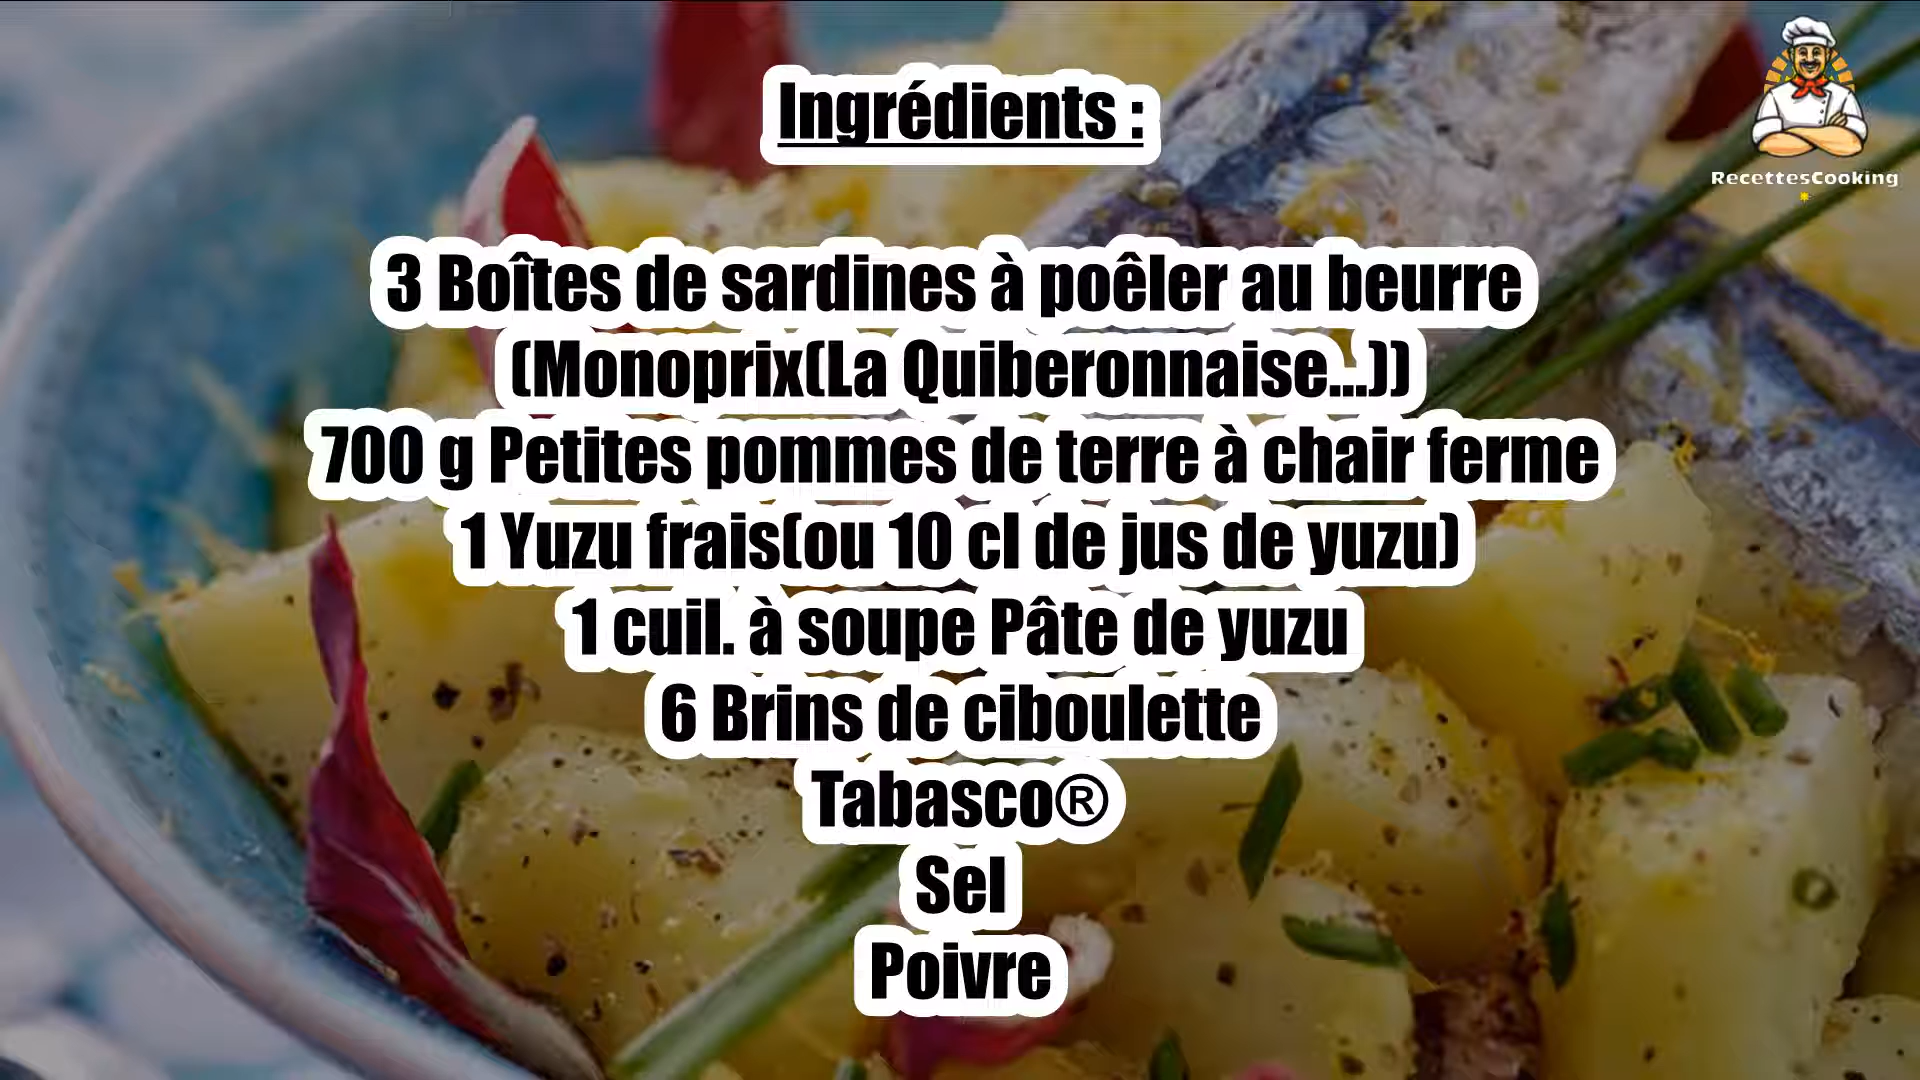 Ingrédients :
RecettesCooking
3 Boîtes de sardines à poêler au beurre
(Monoprix(La Quiberonnaise...))
700 g Petites pommes de terre à chair ferme
1 Yuzu frais(ou 10 cl de jus de yuzu)
1 cuil. à soupe Pâte de yuzu
6 Brins de ciboulette
Tabasco®
Sel
Poivre